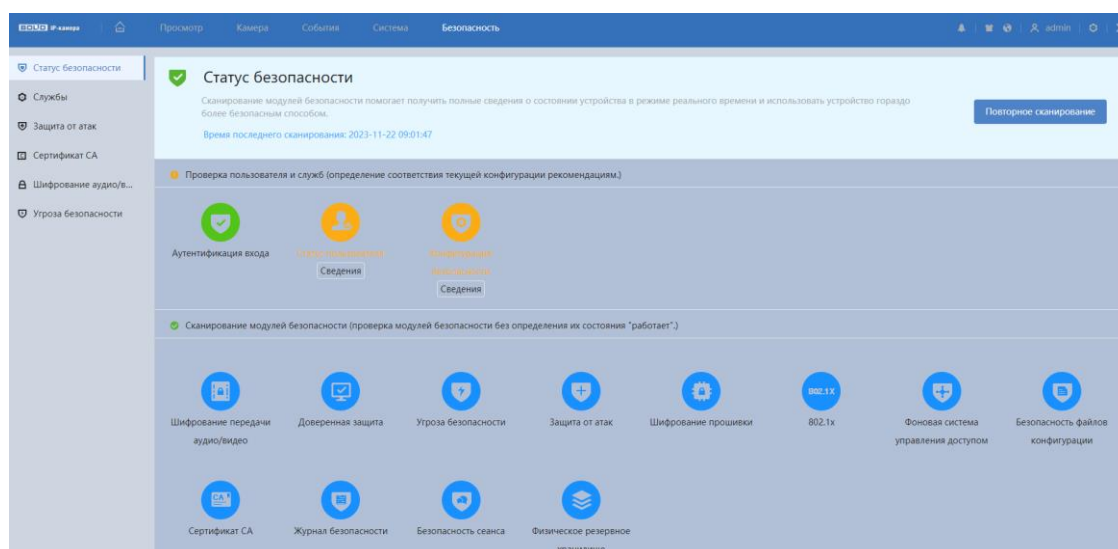 BOLID IP-камера
Просмотр Камера События Система Безопасность
admin
Статус безопасности
Службы
Защита от атак
Сертификат CA
Шифрование аудио/в...
Угроза безопасности
Статус безопасности
Сканирование модулей безопасности помогает получить полные сведения о состоянии устройства в режиме реального времени и использовать устройство гораздо
более безопасным способом.
Время последнего сканирования: 2023-11-22 09:01:47
Повторное сканирование
Проверка пользователя и служб (определение соответствия текущей конфигурации рекомендациям.)
Аутентификация входа
Сведения
Сведения
Сканирование модулей безопасности (проверка модулей безопасности без определения их состояния "работает".)
802.1X
Шифрование передачи
аудио/видео
Доверенная защита
Угроза безопасности
Защита от атак
Шифрование прошивки
802.1x
Фоновая система
управления доступом
Безопасность файлов
конфигурации
CA
Сертификат CA
Журнал безопасности
Безопасность сеанса
Физическое резервное